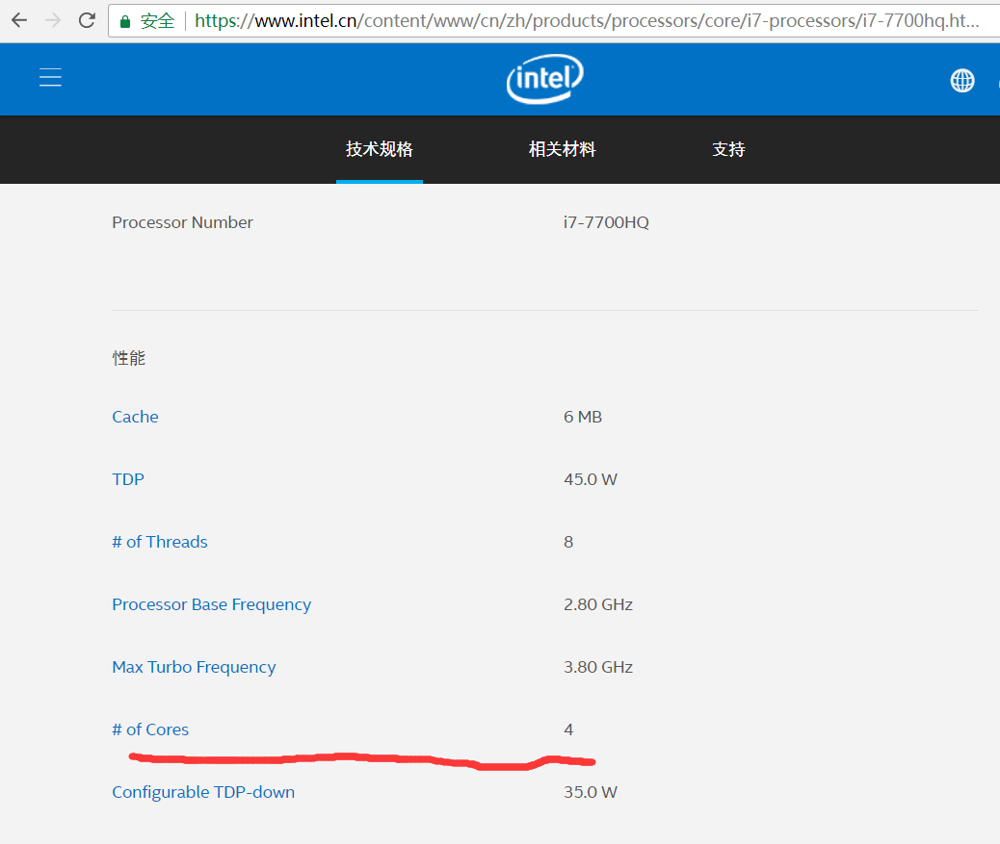 安全 https://www.intel.cn/content/www/cn/zh/products/processors/core/i7-processors/i7-7700hq.ht...
intel
技术规格 相关材料 支持
Processor Number i7-7700HQ
性能
Cache 6 MB
TDP 45.0 W
# of Threads 8
Processor Base Frequency 2.80 GHz
Max Turbo Frequency 3.80 GHz
# of Cores 4
Configurable TDP-down 35.0 W